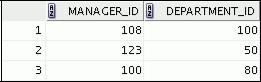 MANAGER_ID DEPARTMENT_ID
1 108 100
2 123 50
3 100 80